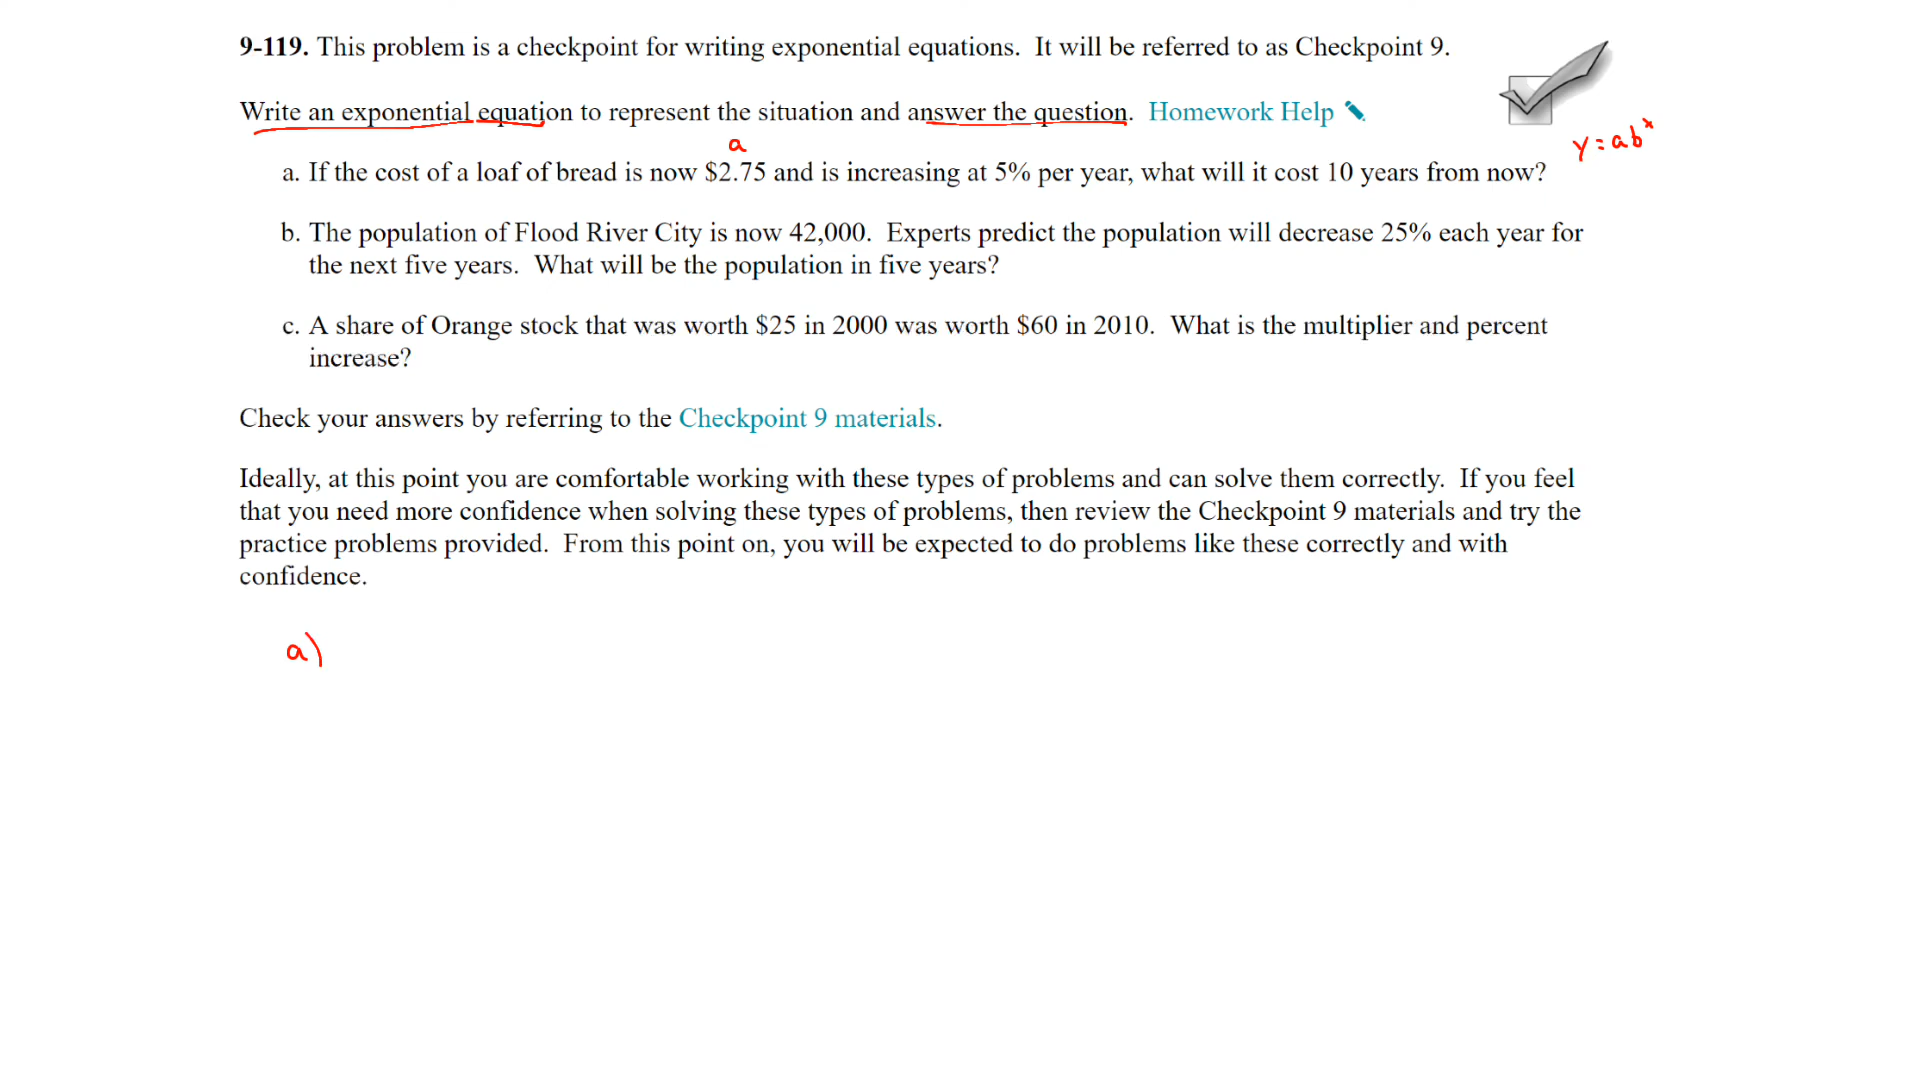 9-119. This problem is a checkpoint for writing exponential equations. It will be referred to as Checkpoint 9.
Write an exponential equation to represent the situation and answer the question. Homework Help ✎
y=abˣ
a
a. If the cost of a loaf of bread is now $2.75 and is increasing at 5% per year, what will it cost 10 years from now?
b. The population of Flood River City is now 42,000. Experts predict the population will decrease 25% each year for
the next five years. What will be the population in five years?
c. A share of Orange stock that was worth $25 in 2000 was worth $60 in 2010. What is the multiplier and percent
increase?
Check your answers by referring to the Checkpoint 9 materials.
Ideally, at this point you are comfortable working with these types of problems and can solve them correctly. If you feel
that you need more confidence when solving these types of problems, then review the Checkpoint 9 materials and try the
practice problems provided. From this point on, you will be expected to do problems like these correctly and with
confidence.
a)